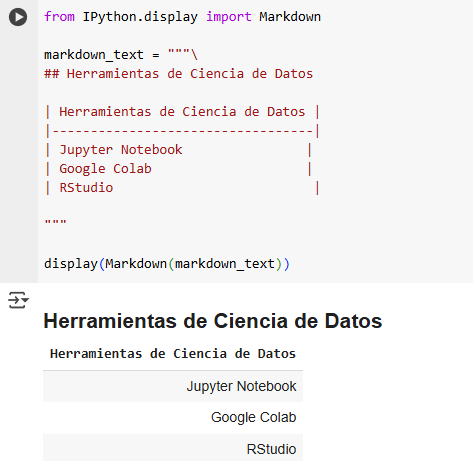 from IPython.display import Markdown
markdown_text = """\
## Herramientas de Ciencia de Datos
| Herramientas de Ciencia de Datos |
|----------------------------------|
| Jupyter Notebook                |
| Google Colab                    |
| RStudio                          |
"""
display(Markdown(markdown_text))
Herramientas de Ciencia de Datos
Herramientas de Ciencia de Datos
Jupyter Notebook
Google Colab
RStudio